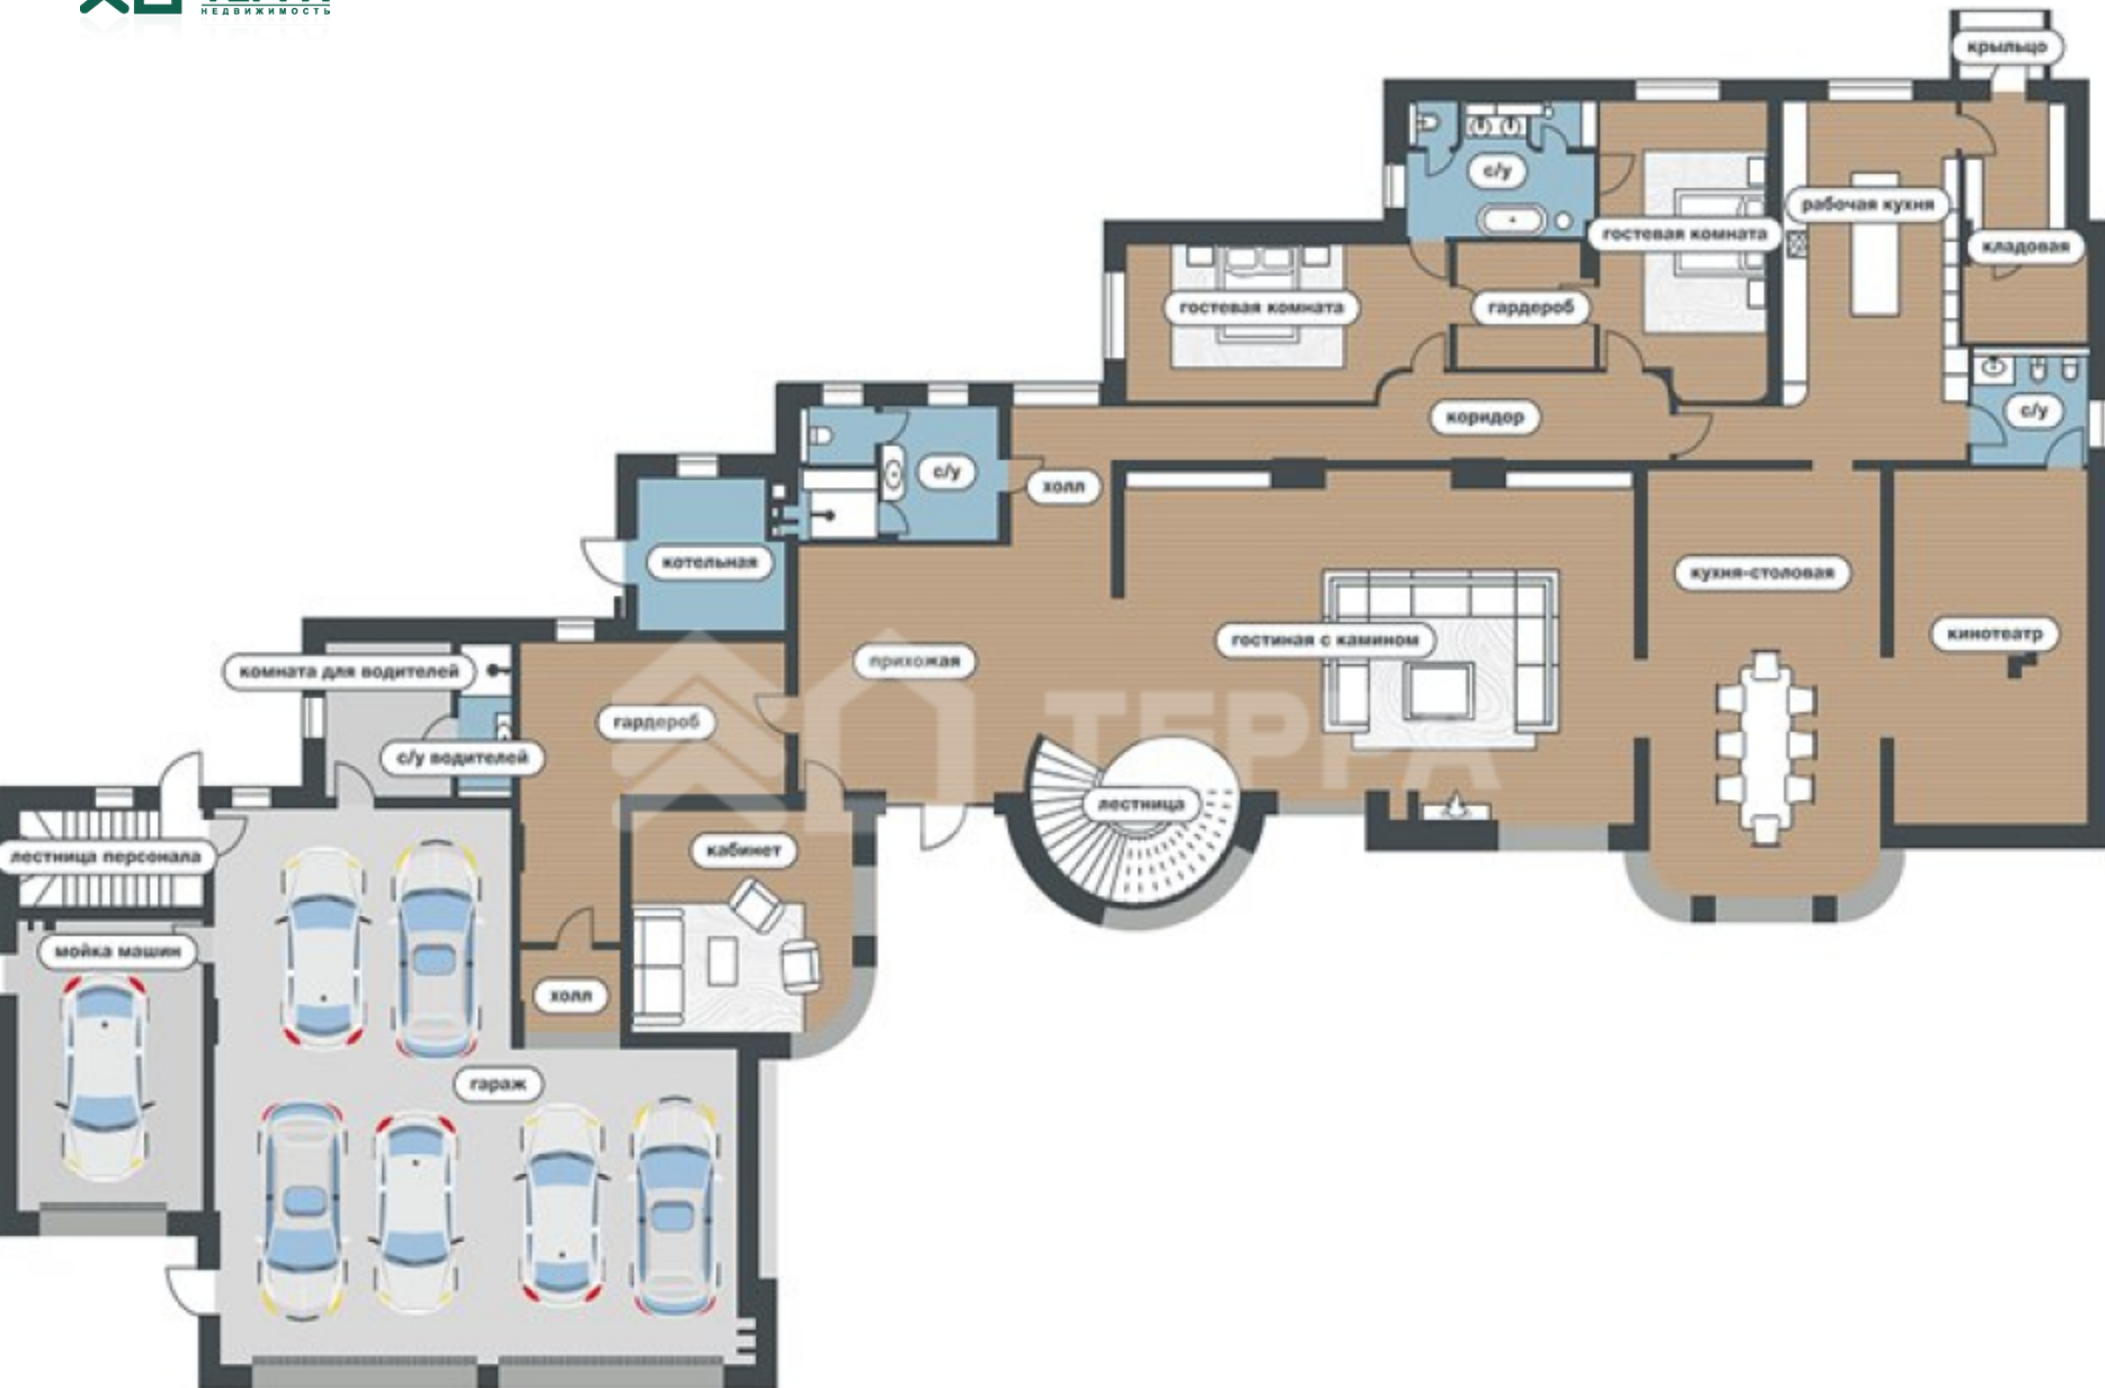 НЕДВИЖИМОСТЬ
крыльцо
с/у
рабочая кухня
гостевая комната
кладовая
гостевая комната
гардероб
с/у
коридор
с/у
холл
котельная
кухня-столовая
гостиная с камином
кинотеатр
прихожая
комната для водителей
гардероб
ТЕРРА
с/у водителей
лестница
кабинет
лестница персонала
мойка машин
холл
гараж